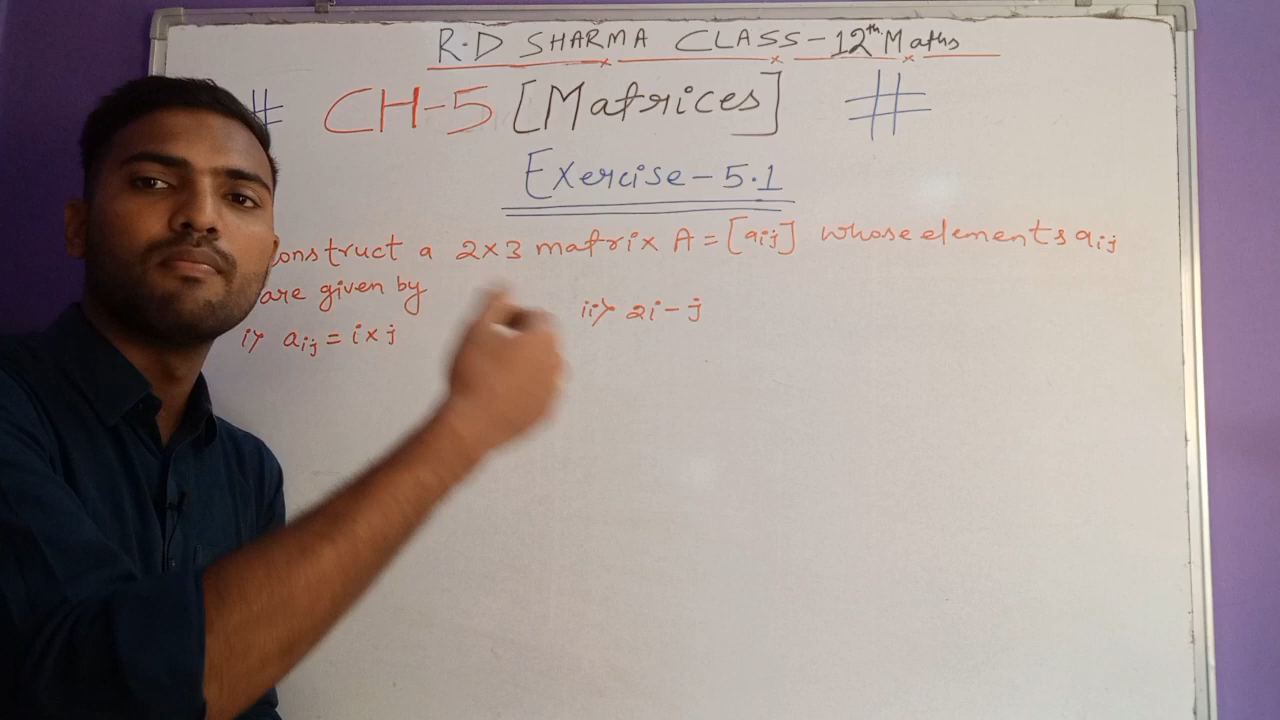 R.D SHARMA CLASS-12th Maths
# CH-5 [Matrices] #
Exercise-5.1
onstruct a 2×3 matrix A = [aij] whose elements aij
are given by
i> aij = i × j
ii> 2i - j